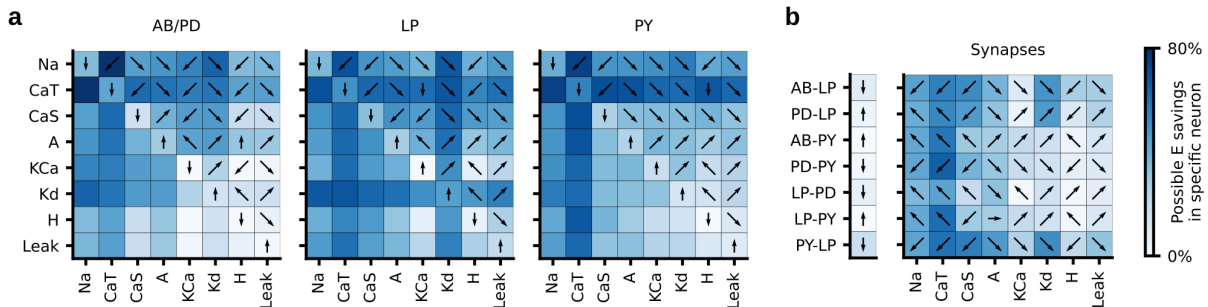 a
b
AB/PD
LP
PY
Synapses
Na
CaT
CaS
A
KCa
Kd
H
Leak
Na
CaT
CaS
A
KCa
Kd
H
Leak
Na
CaT
CaS
A
KCa
Kd
H
Leak
Na
CaT
CaS
A
KCa
Kd
H
Leak
AB-LP
PD-LP
AB-PY
PD-PY
LP-PD
LP-PY
PY-LP
Na
CaT
CaS
A
KCa
Kd
H
Leak
80%
0%
Possible E savings
in specific neuron